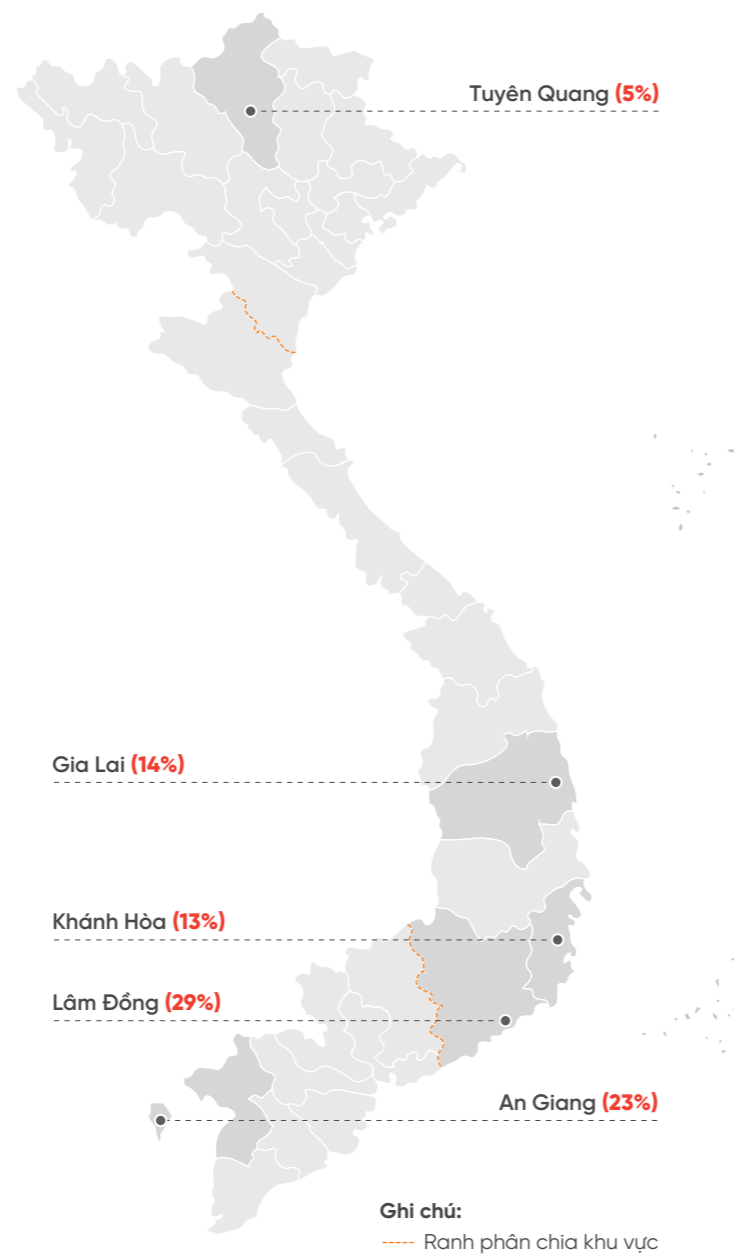 Tuyên Quang (5%)
Gia Lai (14%)
Khánh Hòa (13%)
Lâm Đồng (29%)
An Giang (23%)
Ghi chú:
Ranh phân chia khu vực